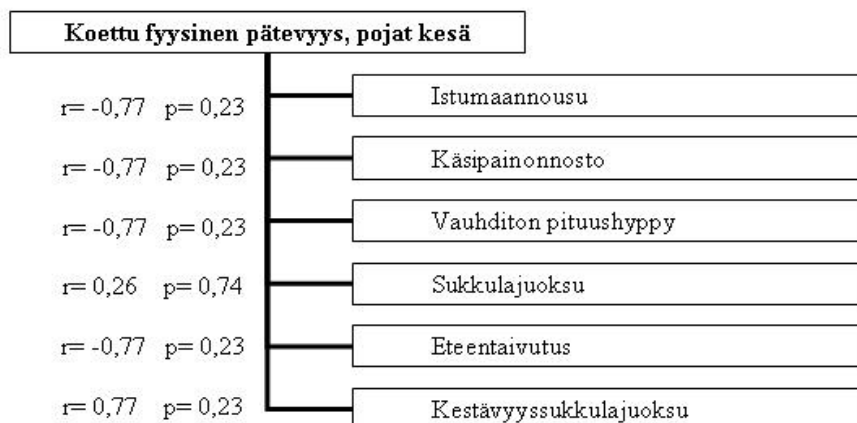 Koettu fyysinen pätevyys, pojat kesä
r= -0,77 p= 0,23 Istumaannousu
r= -0,77 p= 0,23 Käsipainonnosto
r= -0,77 p= 0,23 Vauhditon pituushyppy
r= 0,26 p= 0,74 Sukkulajuoksu
r= -0,77 p= 0,23 Eteentaivutus
r= 0,77 p= 0,23 Kestävyyssukkulajuoksu